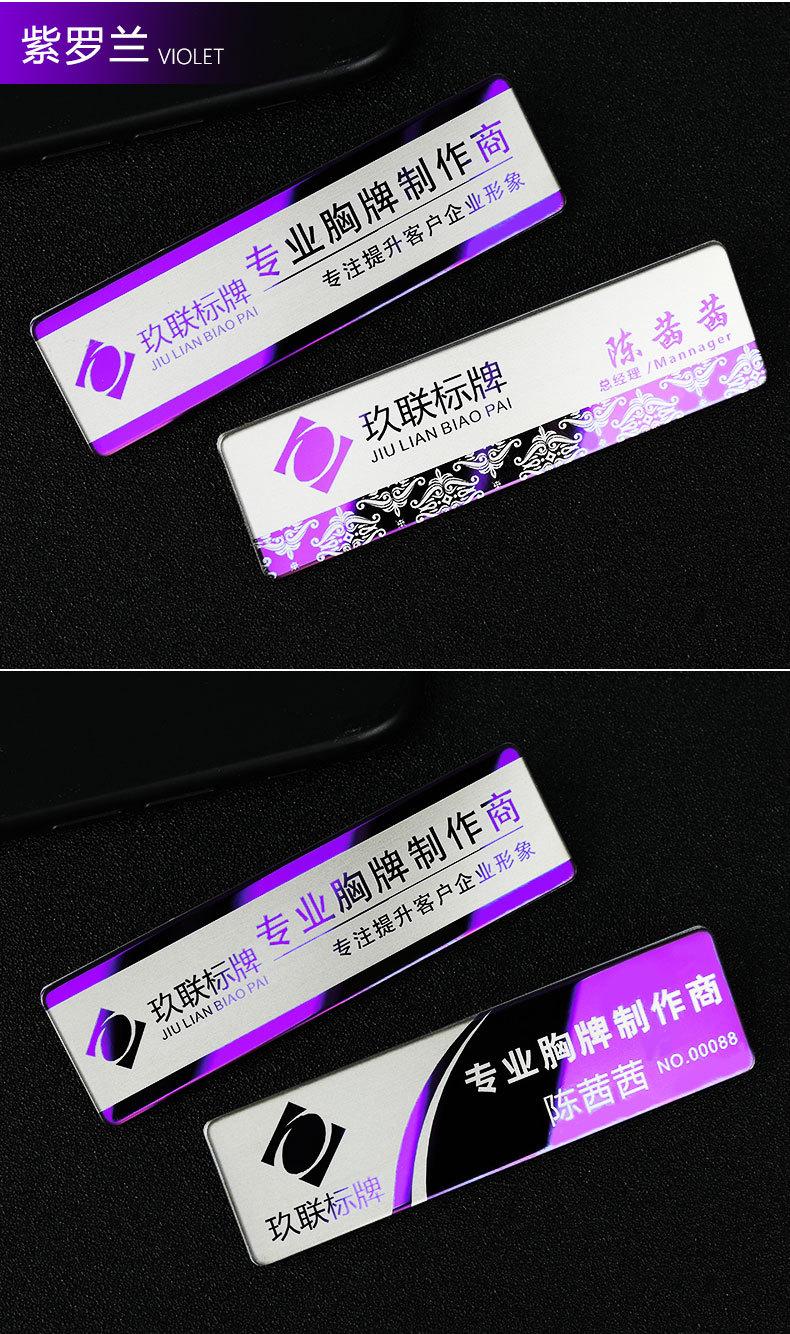 紫罗兰 VIOLET
专业胸牌制作商
专注提升客户企业形象
玖联标牌
JIU LIAN BIAO PAI
玖联标牌
JIU LIAN BIAO PAI
陈茜茜
总经理/Mannager
专业胸牌制作商
专注提升客户企业形象
玖联标牌
JIU LIAN BIAO PAI
专业胸牌制作商
陈茜茜 NO.00088
玖联标牌